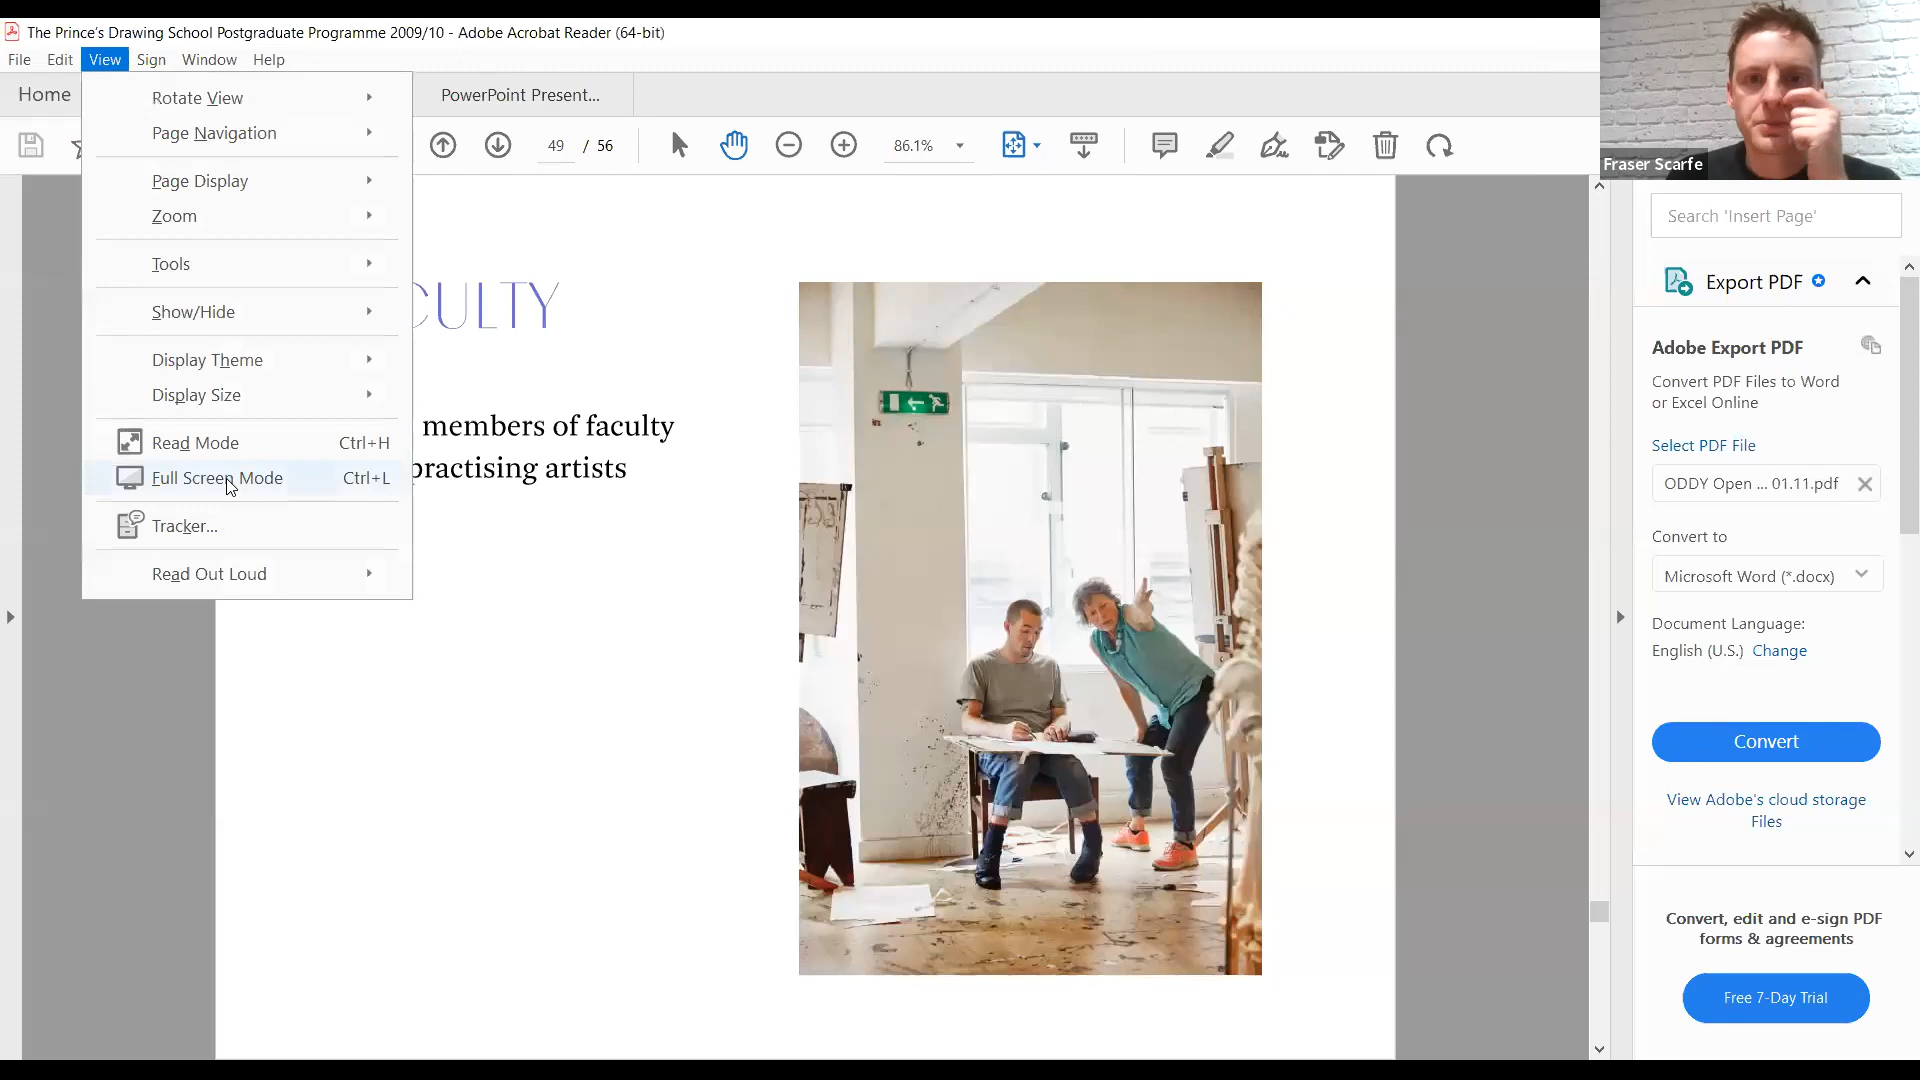 The Prince's Drawing School Postgraduate Programme 2009/10 - Adobe Acrobat Reader (64-bit)
File Edit View Sign Window Help
Home
PowerPoint Present...
49 / 56
86.1%
Rotate View
Page Navigation
Page Display
Zoom
Tools
Show/Hide
Display Theme
Display Size
Read Mode Ctrl+H
Full Screen Mode Ctrl+L
Tracker...
Read Out Loud
CULTY
members of faculty
practising artists
Fraser Scarfe
Search 'Insert Page'
Export PDF
Adobe Export PDF
Convert PDF Files to Word
or Excel Online
Select PDF File
ODDY Open ... 01.11.pdf
Convert to
Microsoft Word (*.docx)
Document Language:
English (U.S.) Change
Convert
View Adobe's cloud storage
Files
Convert, edit and e-sign PDF
forms & agreements
Free 7-Day Trial